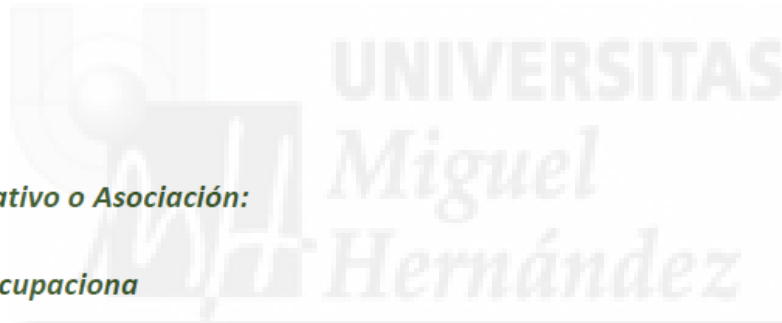 UNIVERSITAS
Miguel
ativo o Asociación:
Hernández
cupaciona